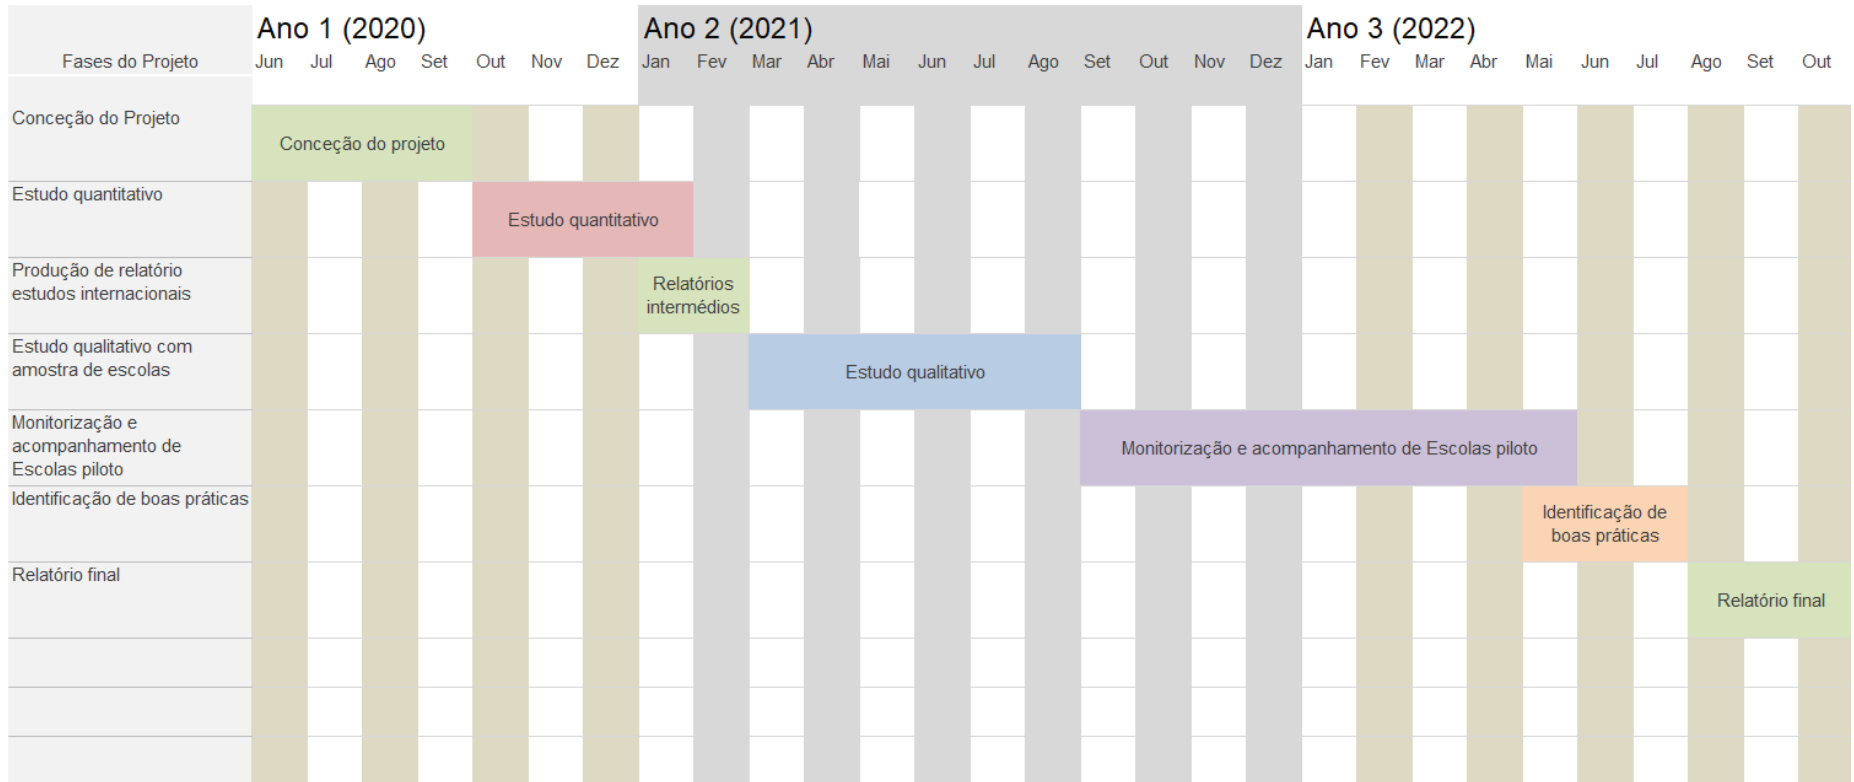 Ano 1 (2020) Ano 2 (2021) Ano 3 (2022)
Fases do Projeto Jun Jul Ago Set Out Nov Dez Jan Fev Mar Abr Mai Jun Jul Ago Set Out Nov Dez Jan Fev Mar Abr Mai Jun Jul Ago Set Out
Conceção do Projeto
Conceção do projeto
Estudo quantitativo
Estudo quantitativo
Produção de relatório
estudos internacionais
Relatórios
intermédios
Estudo qualitativo com
amostra de escolas
Estudo qualitativo
Monitorização e
acompanhamento de
Escolas piloto
Monitorização e acompanhamento de Escolas piloto
Identificação de boas práticas
Identificação de
boas práticas
Relatório final
Relatório final